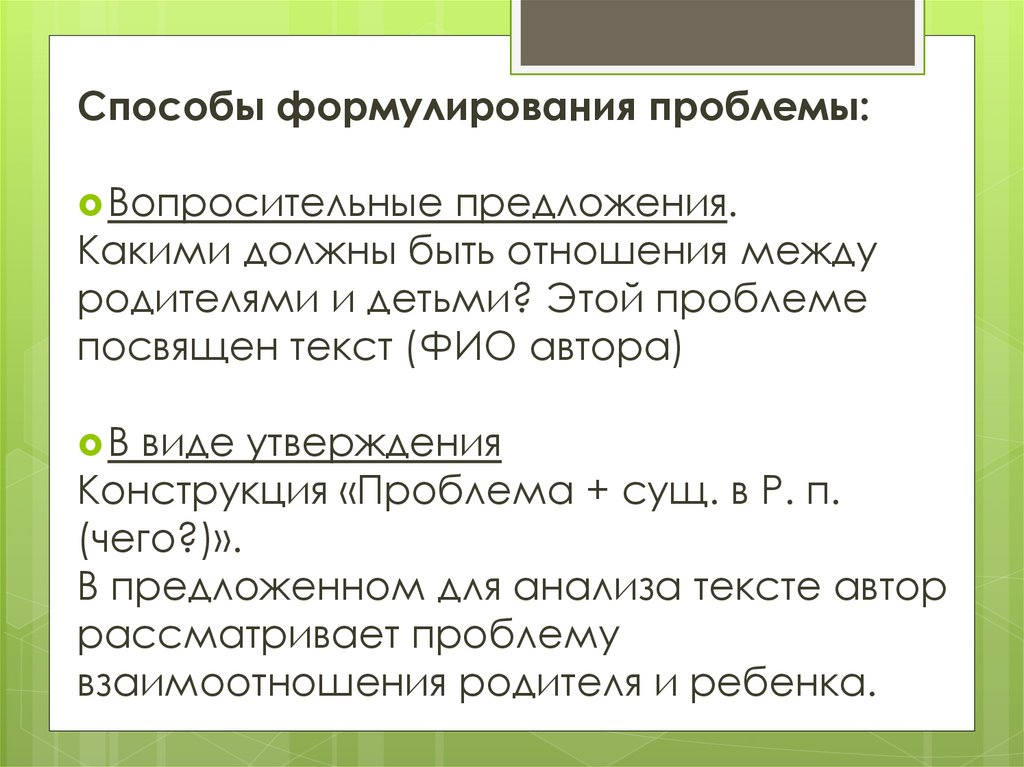 Способы формулирования проблемы:
Вопросительные предложения.
Какими должны быть отношения между
родителями и детьми? Этой проблеме
посвящен текст (ФИО автора)
В виде утверждения
Конструкция «Проблема + сущ. в Р. п.
(чего?)».
В предложенном для анализа тексте автор
рассматривает проблему
взаимоотношения родителя и ребенка.